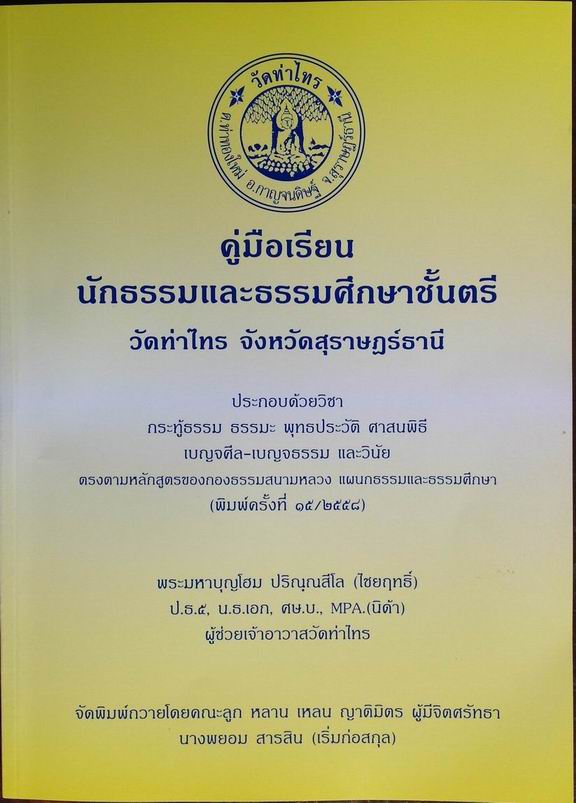 วัดท่าไทร
ต.ท่าทองใหม่ อ.กาญจนดิษฐ์ จ.สุราษฎร์ธานี
คู่มือเรียน
นักธรรมและธรรมศึกษาชั้นตรี
วัดท่าไทร จังหวัดสุราษฎร์ธานี
ประกอบด้วยวิชา
กระทู้ธรรม ธรรมะ พุทธประวัติ ศาสนพิธี
เบญจศีล-เบญจธรรม และวินัย
ตรงตามหลักสูตรของกองธรรมสนามหลวง แผนกธรรมและธรรมศึกษา
(พิมพ์ครั้งที่ ๑๕/๒๕๕๘)
พระมหาบุญโฮม ปริปุณฺณสีโล (ไชยฤทธิ์)
ป.ธ.๕, น.ธ.เอก, ศษ.บ., MPA.(นิด้า)
ผู้ช่วยเจ้าอาวาสวัดท่าไทร
จัดพิมพ์ถวายโดยคณะลูก หลาน เหลน ญาติมิตร ผู้มีจิตศรัทธา
นางพยอม สารสิน (เริ่มก่อสกุล)